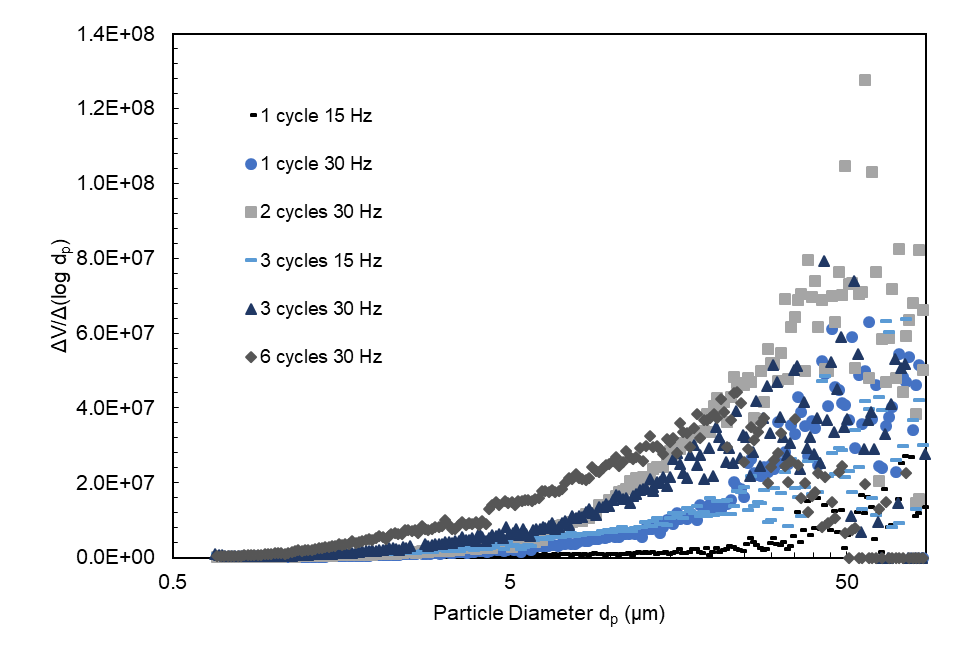 1.4E+08
1.2E+08
1.0E+08
8.0E+07
6.0E+07
4.0E+07
2.0E+07
0.0E+00
ΔV/Δ(log dp)
1 cycle 15 Hz
1 cycle 30 Hz
2 cycles 30 Hz
3 cycles 15 Hz
3 cycles 30 Hz
6 cycles 30 Hz
0.5 5 50
Particle Diameter dp (μm)